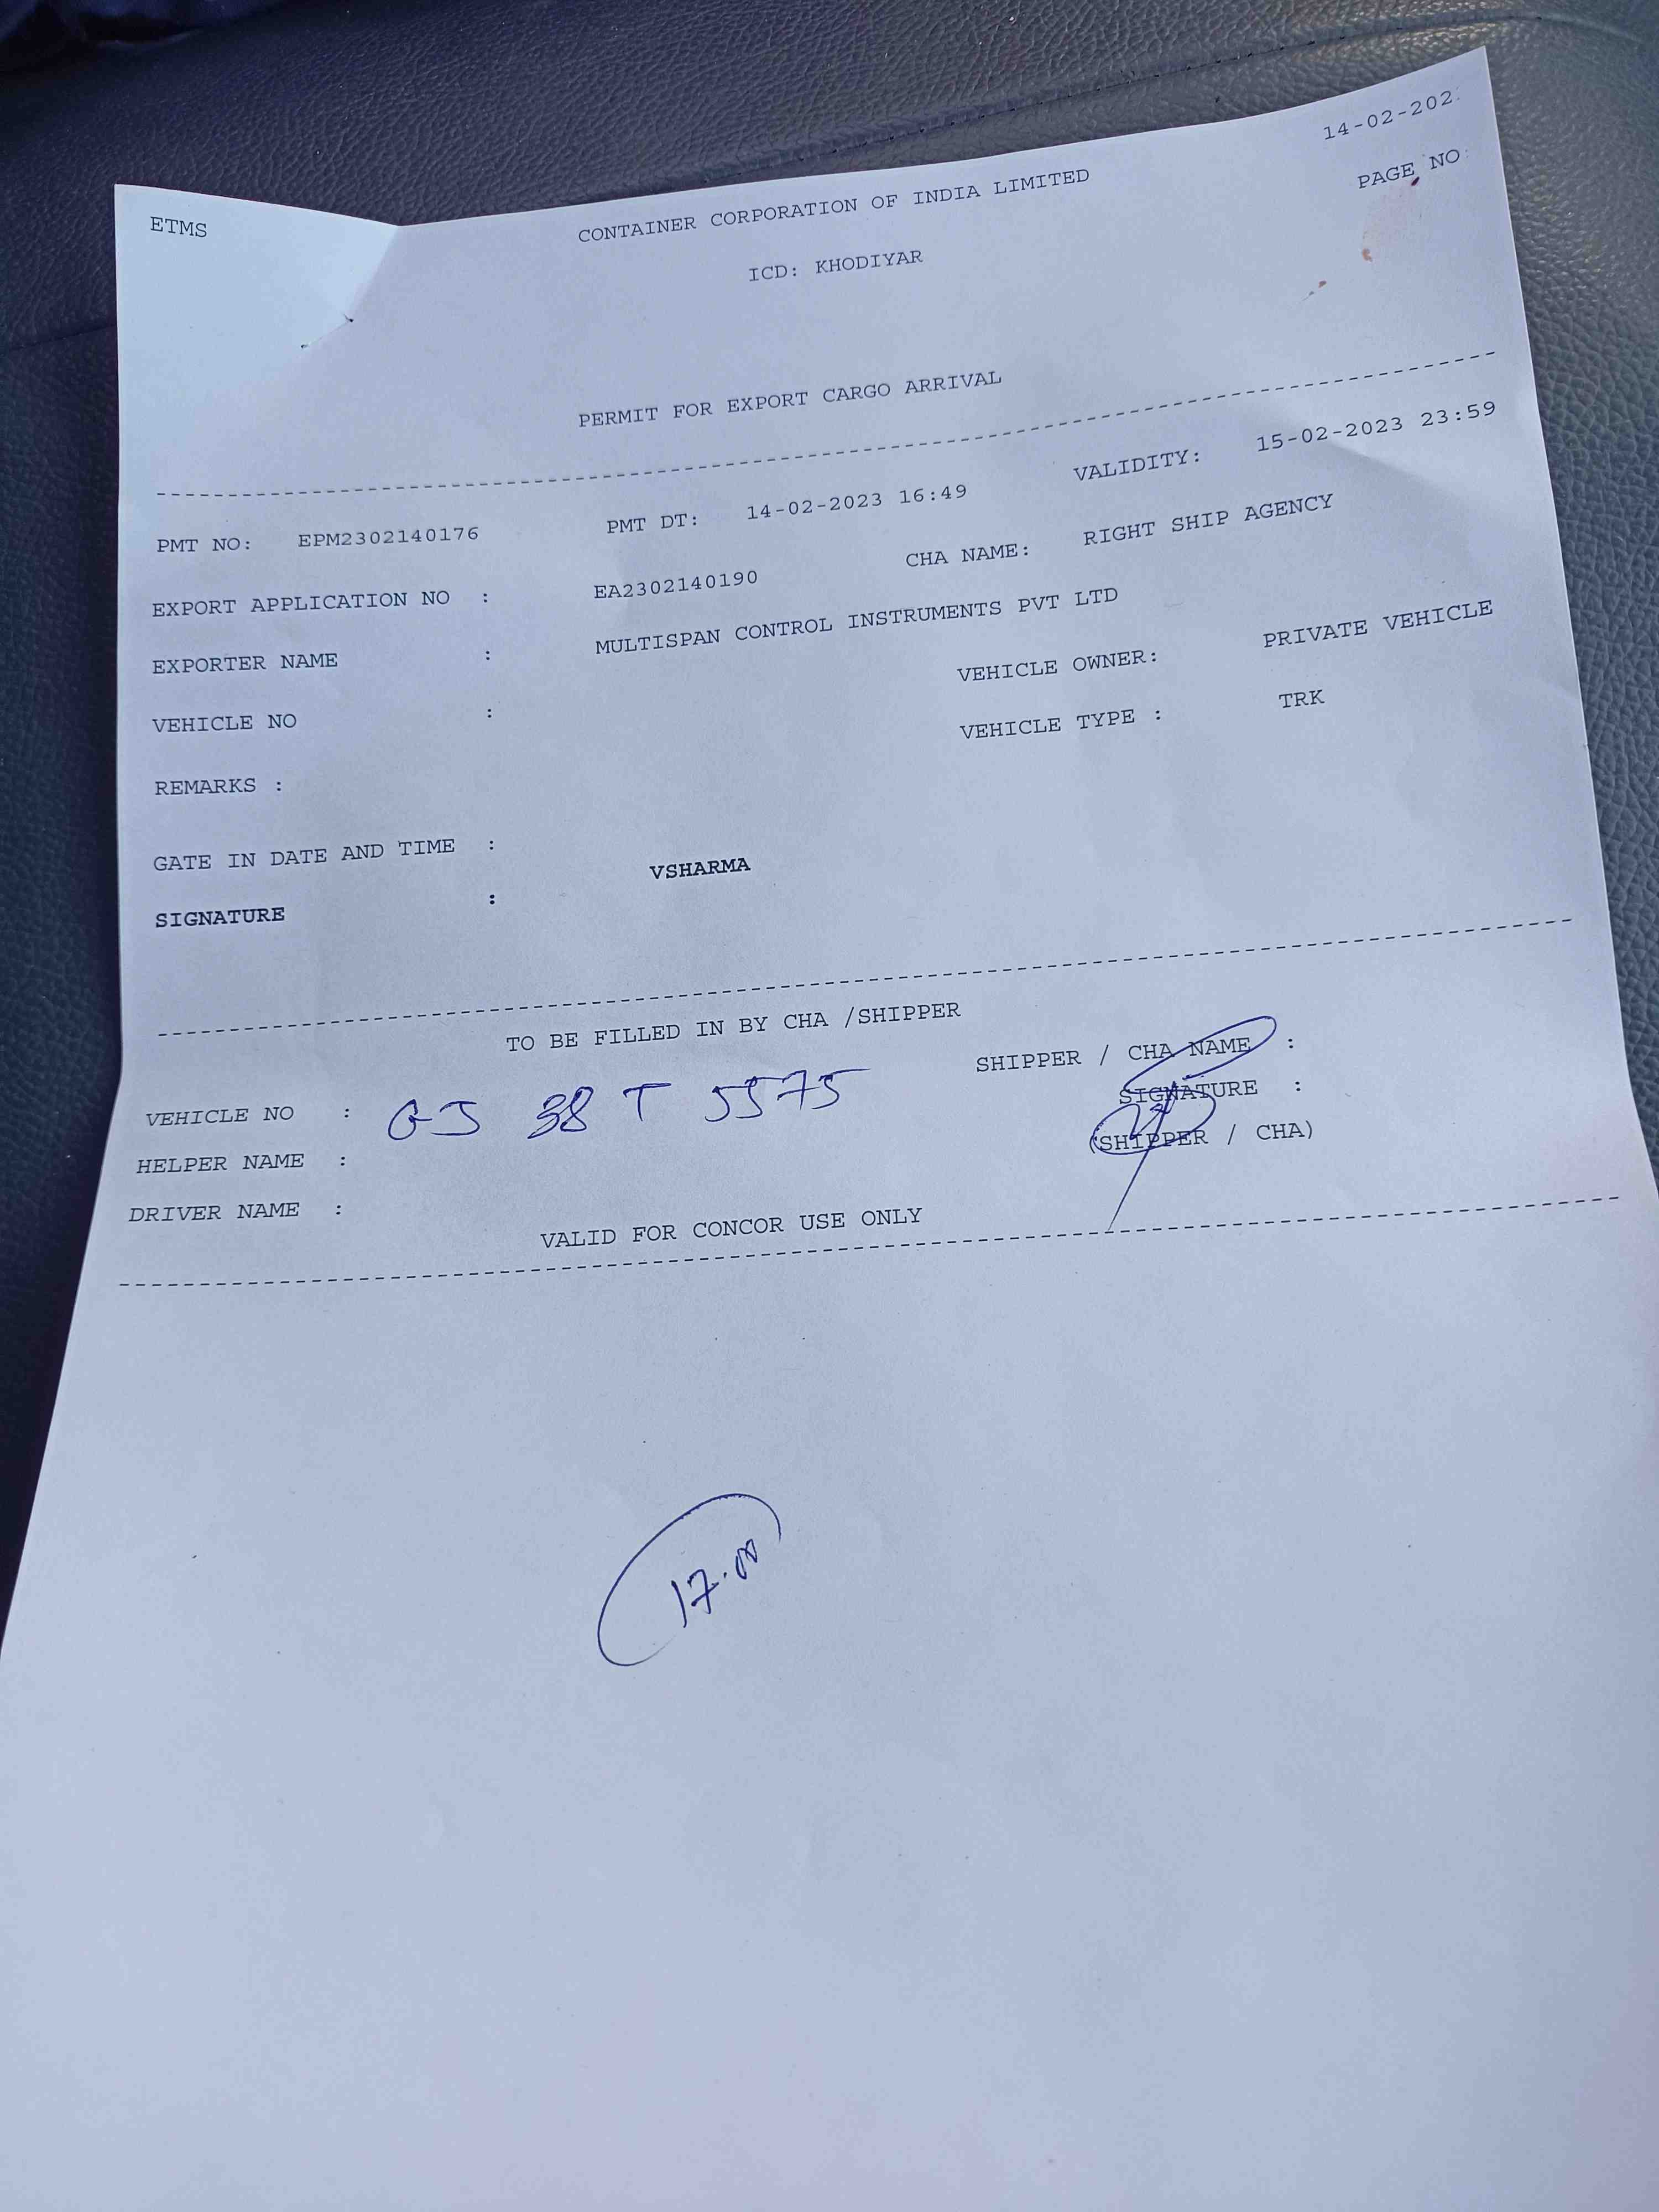 14-02-202
ETMS CONTAINER CORPORATION OF INDIA LIMITED PAGE NO
ICD: KHODIYAR
PERMIT FOR EXPORT CARGO ARRIVAL
PMT NO: EPM2302140176 PMT DT: 14-02-2023 16:49 VALIDITY: 15-02-2023 23:59
EXPORT APPLICATION NO : EA2302140190 CHA NAME: RIGHT SHIP AGENCY
EXPORTER NAME : MULTISPAN CONTROL INSTRUMENTS PVT LTD
VEHICLE NO : VEHICLE OWNER: PRIVATE VEHICLE
VEHICLE TYPE : TRK
REMARKS :
GATE IN DATE AND TIME :
SIGNATURE : VSHARMA
TO BE FILLED IN BY CHA /SHIPPER
VEHICLE NO : GJ 38 T 5575 SHIPPER / CHA NAME :
HELPER NAME : SIGNATURE :
DRIVER NAME : (SHIPPER / CHA)
VALID FOR CONCOR USE ONLY
17.00